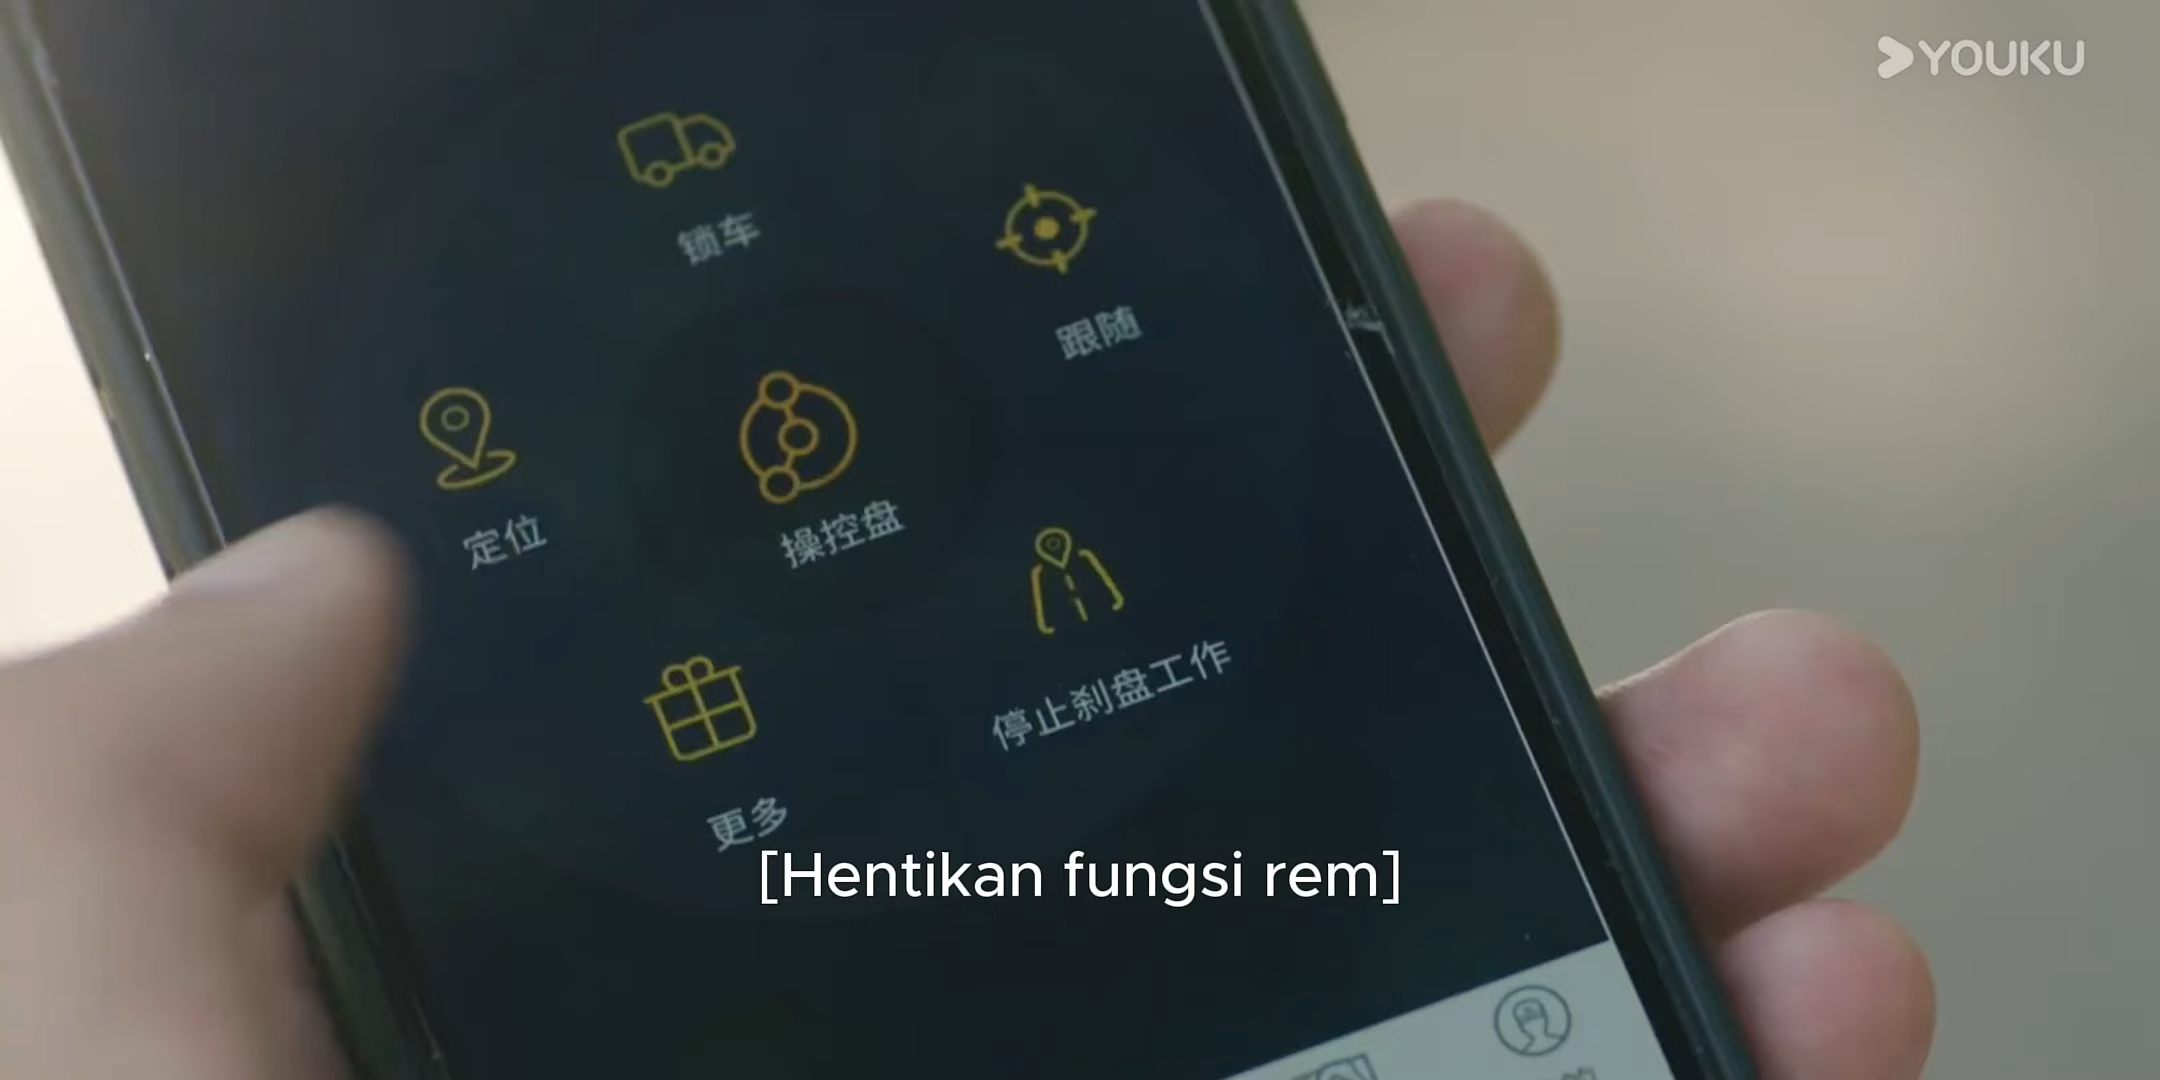 YOUKU
锁车
跟随
定位
操控盘
停止刹盘工作
更多
[Hentikan fungsi rem]